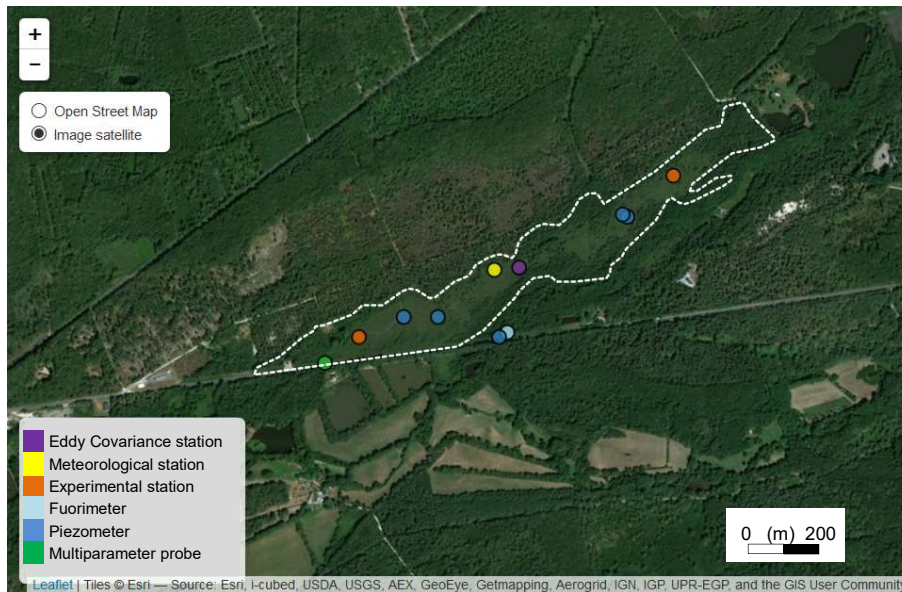 +
−
Open Street Map
Image satellite
Eddy Covariance station
Meteorological station
Experimental station
Fuorimeter
Piezometer
Multiparameter probe
0 (m) 200
Leaflet | Tiles © Esri — Source: Esri, i-cubed, USDA, USGS, AEX, GeoEye, Getmapping, Aerogrid, IGN, IGP, UPR-EGP, and the GIS User Community